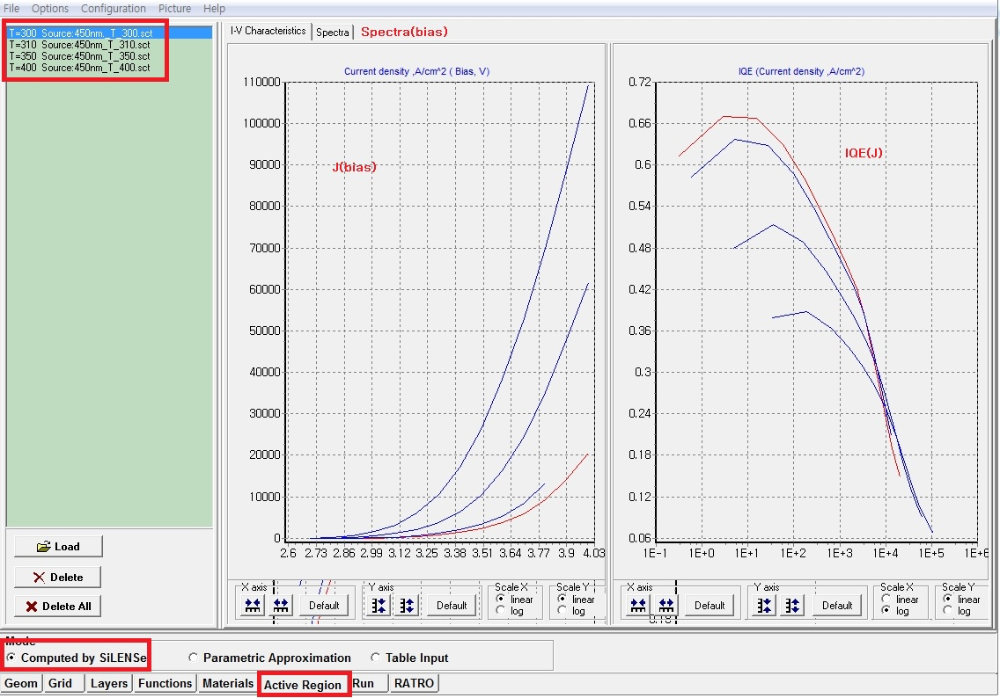 File Options Configuration Picture Help
T=300 Source:450nm._T_300.sct
T=310 Source:450nm_T_310.sct
T=350 Source:450nm_T_350.sct
T=400 Source:450nm_T_400.sct
I-V Characteristics Spectra Spectra(bias)
Current density ,A/cm^2 ( Bias, V)
110000
100000
90000
80000
70000
60000
50000
40000
30000
20000
10000
0
J(bias)
2.6 2.73 2.86 2.99 3.12 3.25 3.38 3.51 3.64 3.77 3.9 4.03
IQE (Current density ,A/cm^2)
0.72
0.66
0.6
0.54
0.48
0.42
0.36
0.3
0.24
0.18
0.12
0.06
IQE(J)
1E-1 1E+0 1E+1 1E+2 1E+3 1E+4 1E+5 1E+6
X axis Y axis Scale X Scale Y
Default Default linear linear
log log
X axis Y axis Scale X Scale Y
Default Default linear linear
log log
Load
Delete
Delete All
Mode
Computed by SiLENSe Parametric Approximation Table Input
Geom Grid Layers Functions Materials Active Region Run RATRO